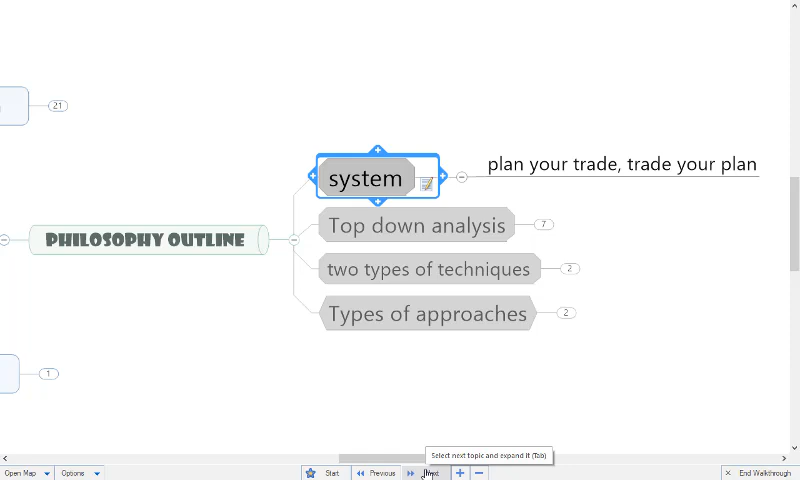 21
system
plan your trade, trade your plan
PHILOSOPHY OUTLINE
Top down analysis
7
two types of techniques
2
Types of approaches
2
1
Select next topic and expand it (Tab)
Open Map
Options
Start
Previous
Next
End Walkthrough